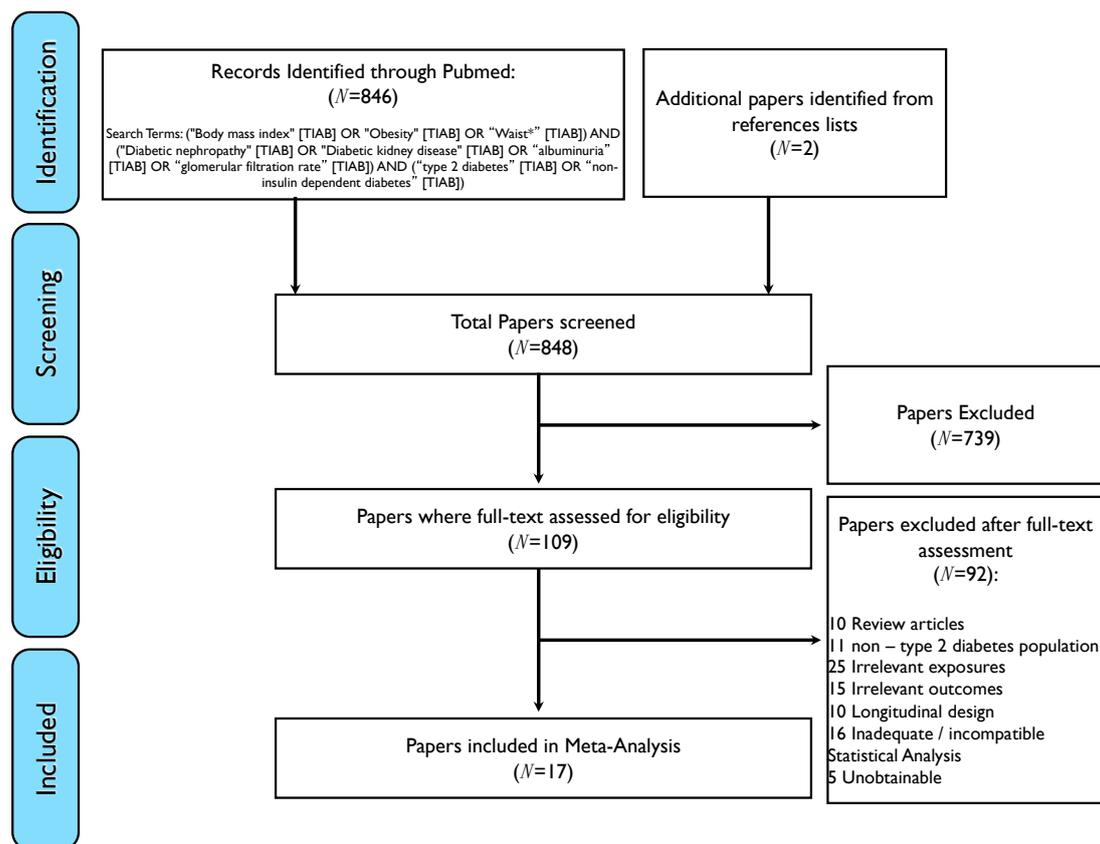 Identification
Records Identified through Pubmed:
(N=846)
Search Terms: ("Body mass index" [TIAB] OR "Obesity" [TIAB] OR “Waist*” [TIAB]) AND
("Diabetic nephropathy" [TIAB] OR "Diabetic kidney disease" [TIAB] OR “albuminuria”
[TIAB] OR “glomerular filtration rate” [TIAB]) AND (“type 2 diabetes” [TIAB] OR “non-
insulin dependent diabetes” [TIAB])
Additional papers identified from
references lists
(N=2)
Screening
Total Papers screened
(N=848)
Papers Excluded
(N=739)
Eligibility
Papers where full-text assessed for eligibility
(N=109)
Papers excluded after full-text
assessment
(N=92):
10 Review articles
11 non – type 2 diabetes population
25 Irrelevant exposures
15 Irrelevant outcomes
10 Longitudinal design
16 Inadequate / incompatible
Statistical Analysis
5 Unobtainable
Included
Papers included in Meta-Analysis
(N=17)